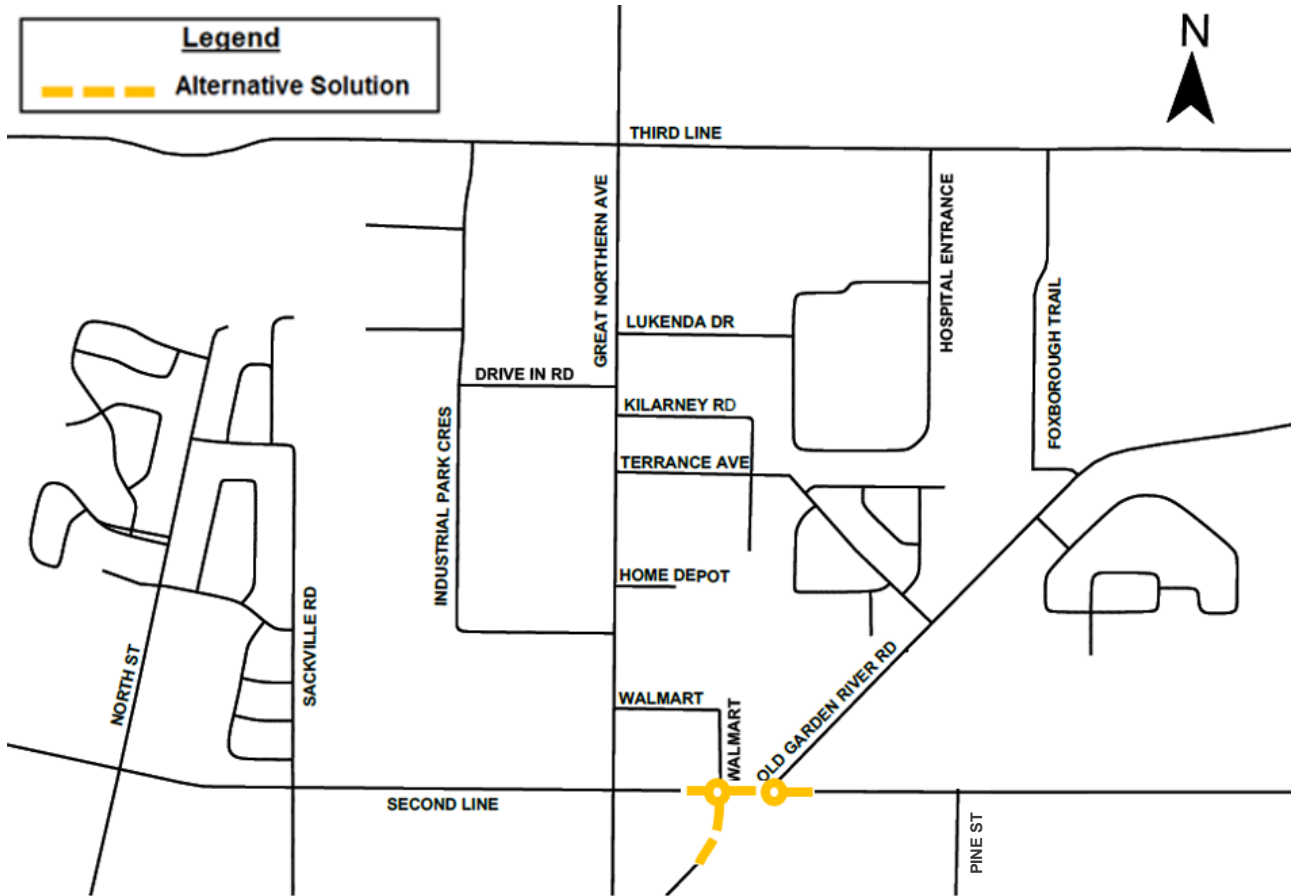 Legend
Alternative Solution
N
THIRD LINE
GREAT NORTHERN AVE
HOSPITAL ENTRANCE
FOXBOROUGH TRAIL
LUKENDA DR
DRIVE IN RD
KILARNEY RD
INDUSTRIAL PARK CRES
TERRANCE AVE
HOME DEPOT
SACKVILLE RD
NORTH ST
WALMART
WALMART
OLD GARDEN RIVER RD
SECOND LINE
PINE ST